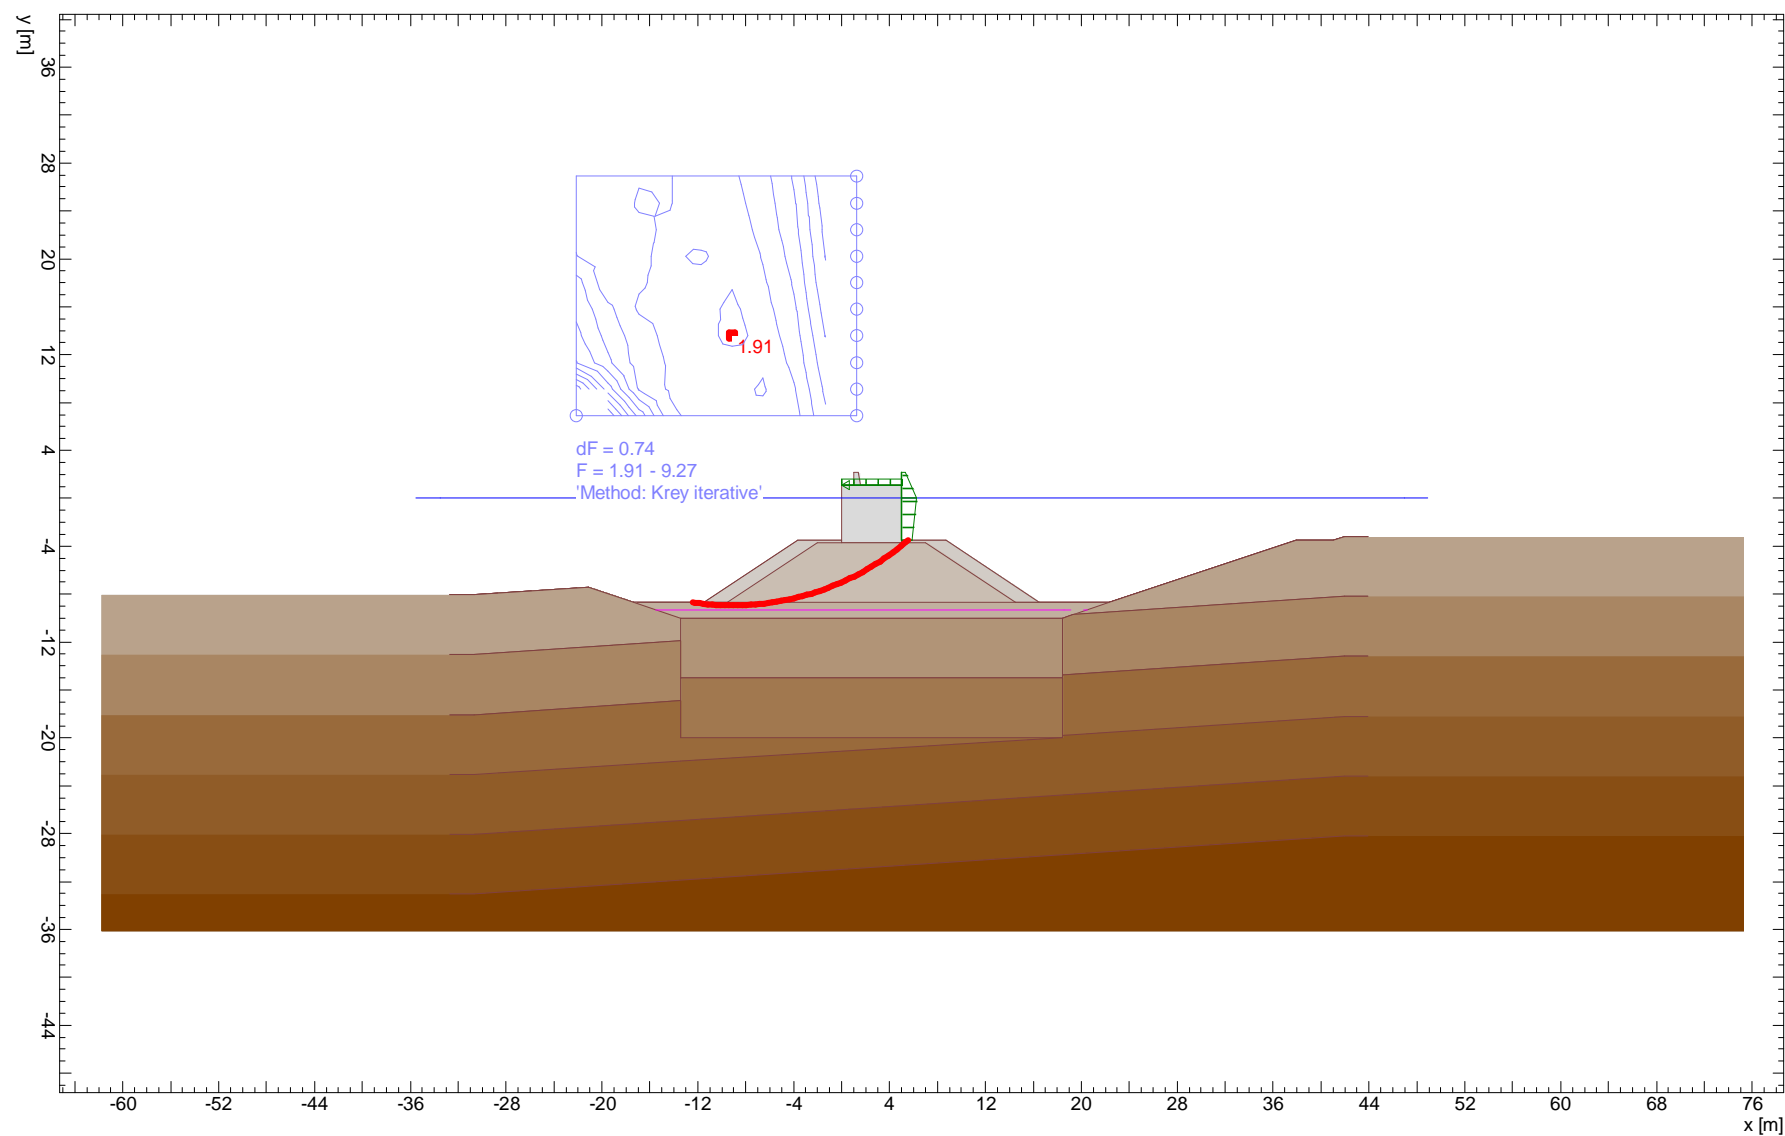 y [m]
36
28
20
12
4
-4
-12
-20
-28
-36
-44
1.91
dF = 0.74
F = 1.91 - 9.27
'Method: Krey iterative'
-60 -52 -44 -36 -28 -20 -12 -4 4 12 20 28 36 44 52 60 68 76
x [m]